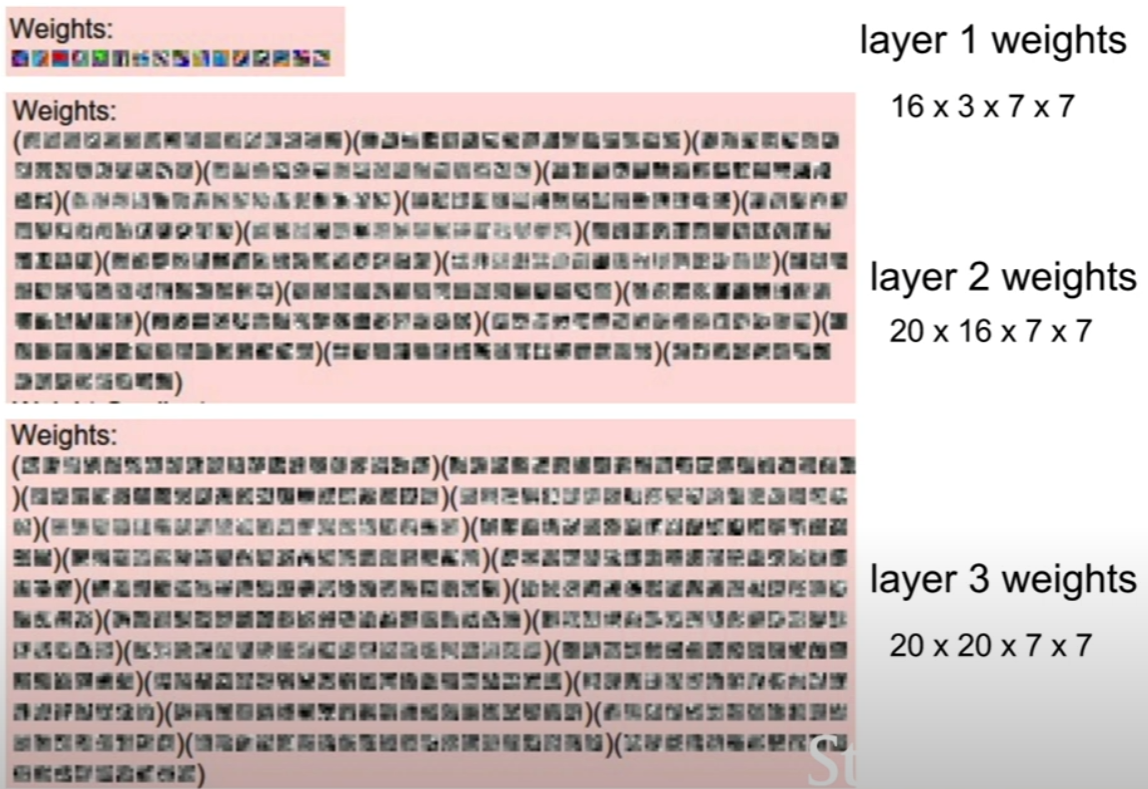 Weights:
layer 1 weights
16 x 3 x 7 x 7
Weights:
layer 2 weights
20 x 16 x 7 x 7
Weights:
layer 3 weights
20 x 20 x 7 x 7
St